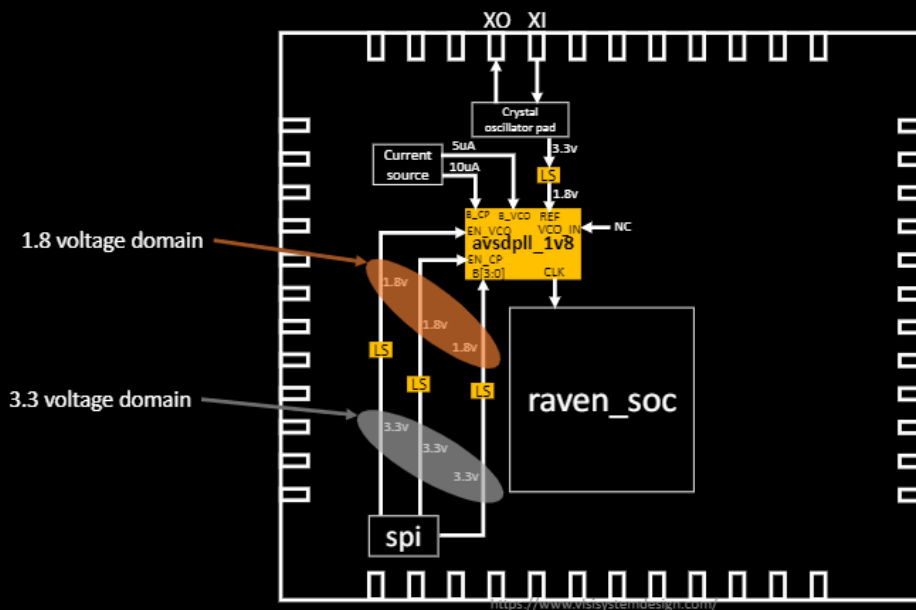 XO XI
Crystal
oscillator pad
5uA
3.3v
Current
source
10uA
LS
1.8v
B_CP B_VCO REF
EN_VCO VCO_IN
NC
avsdpll_1v8
EN_CP
B[3:0] CLK
1.8 voltage domain
1.8v
1.8v
1.8v
LS
LS
LS
raven_soc
3.3 voltage domain
3.3v
3.3v
3.3v
spi
https://www.vlsisystemdesign.com/